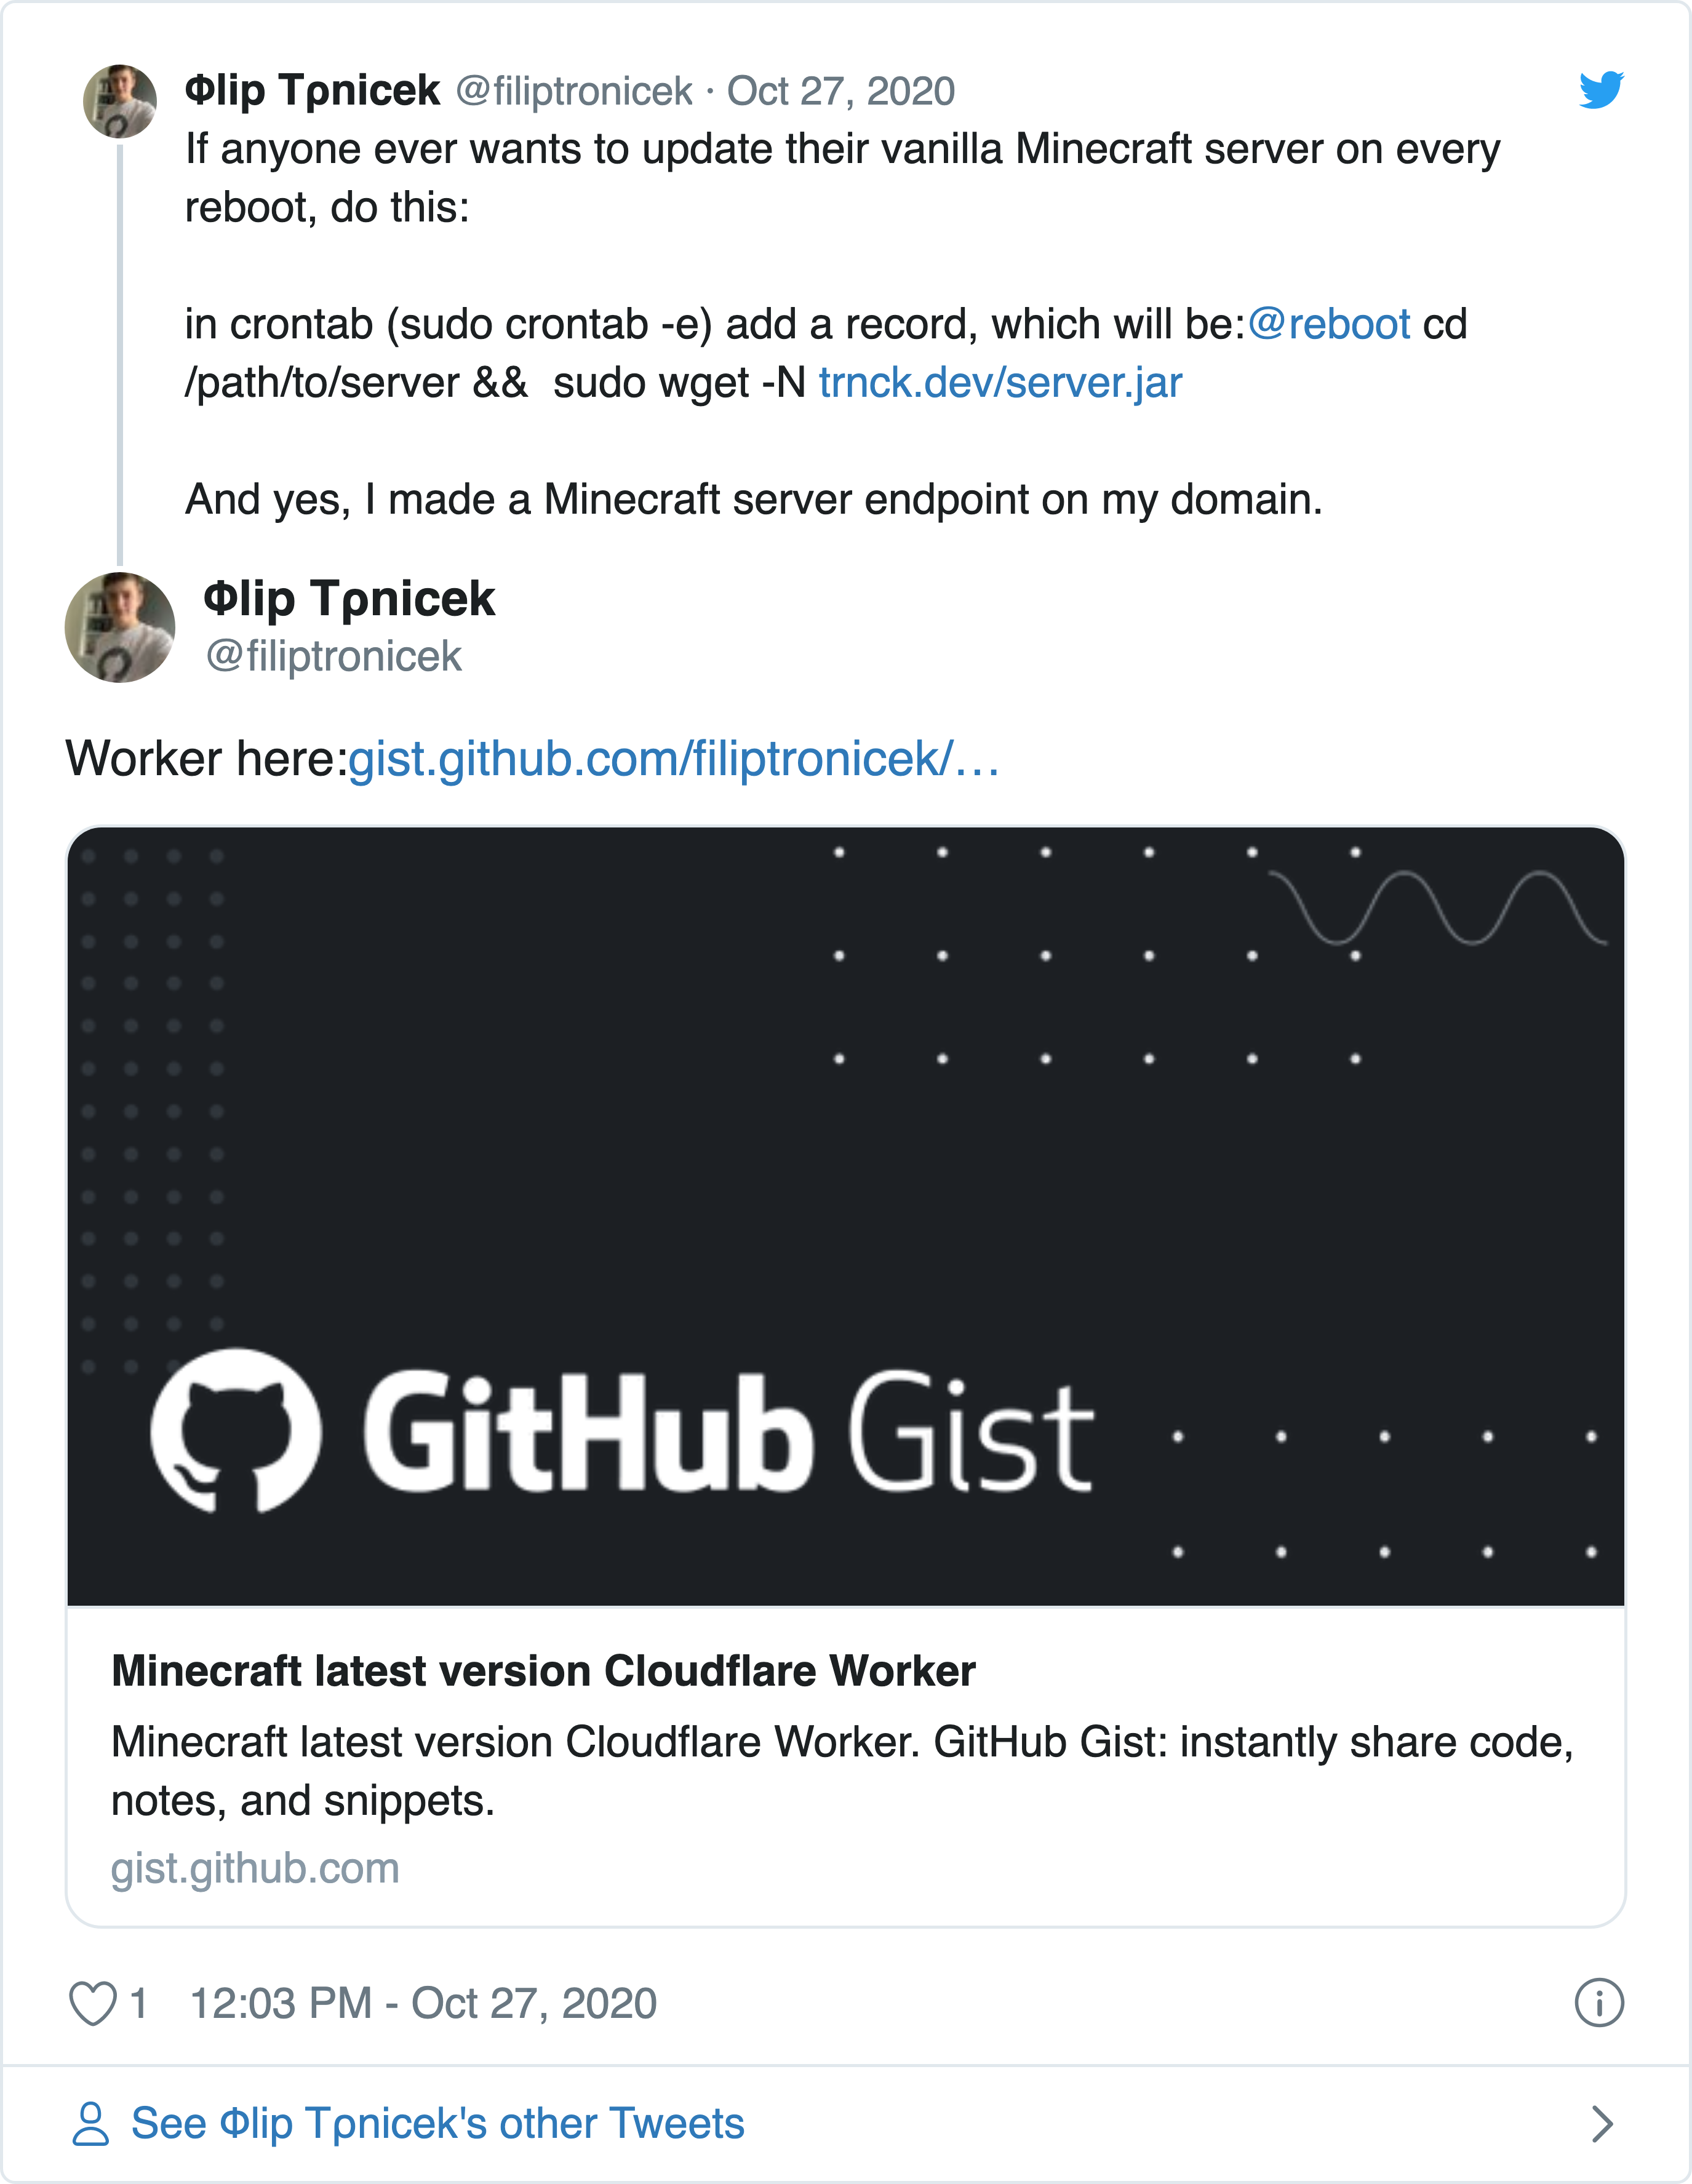 Φlip Tρnicek @filiptronicek · Oct 27, 2020
If anyone ever wants to update their vanilla Minecraft server on every
reboot, do this:
in crontab (sudo crontab -e) add a record, which will be:@reboot cd
/path/to/server &&  sudo wget -N trnck.dev/server.jar
And yes, I made a Minecraft server endpoint on my domain.
Φlip Tρnicek
@filiptronicek
Worker here:gist.github.com/filiptronicek/…
GitHub Gist
Minecraft latest version Cloudflare Worker
Minecraft latest version Cloudflare Worker. GitHub Gist: instantly share code,
notes, and snippets.
gist.github.com
1 12:03 PM - Oct 27, 2020
See Φlip Tρnicek's other Tweets